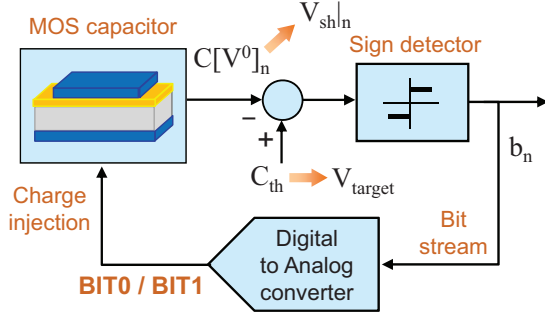 MOS capacitor
V_sh|_n
C[V^0]_n
Sign detector
−
+
b_n
C_th
V_target
Charge
injection
Bit
stream
Digital
to Analog
converter
BIT0 / BIT1